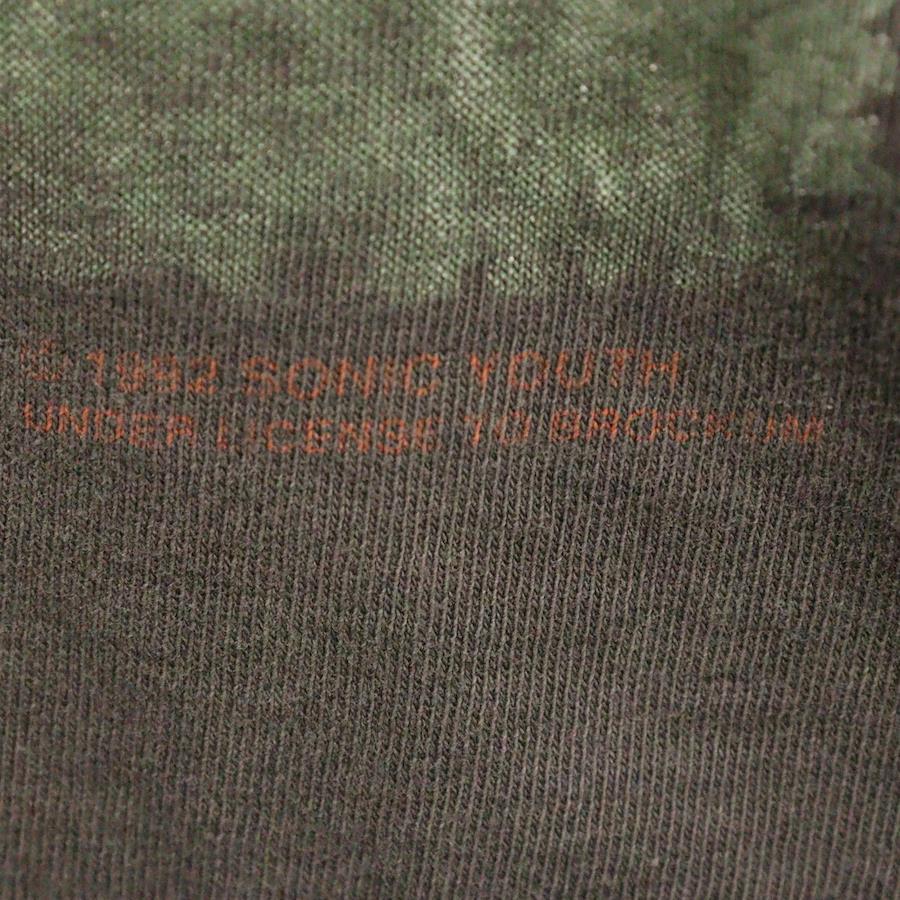 © 1992 SONIC YOUTH
UNDER LICENSE TO BROCKUM